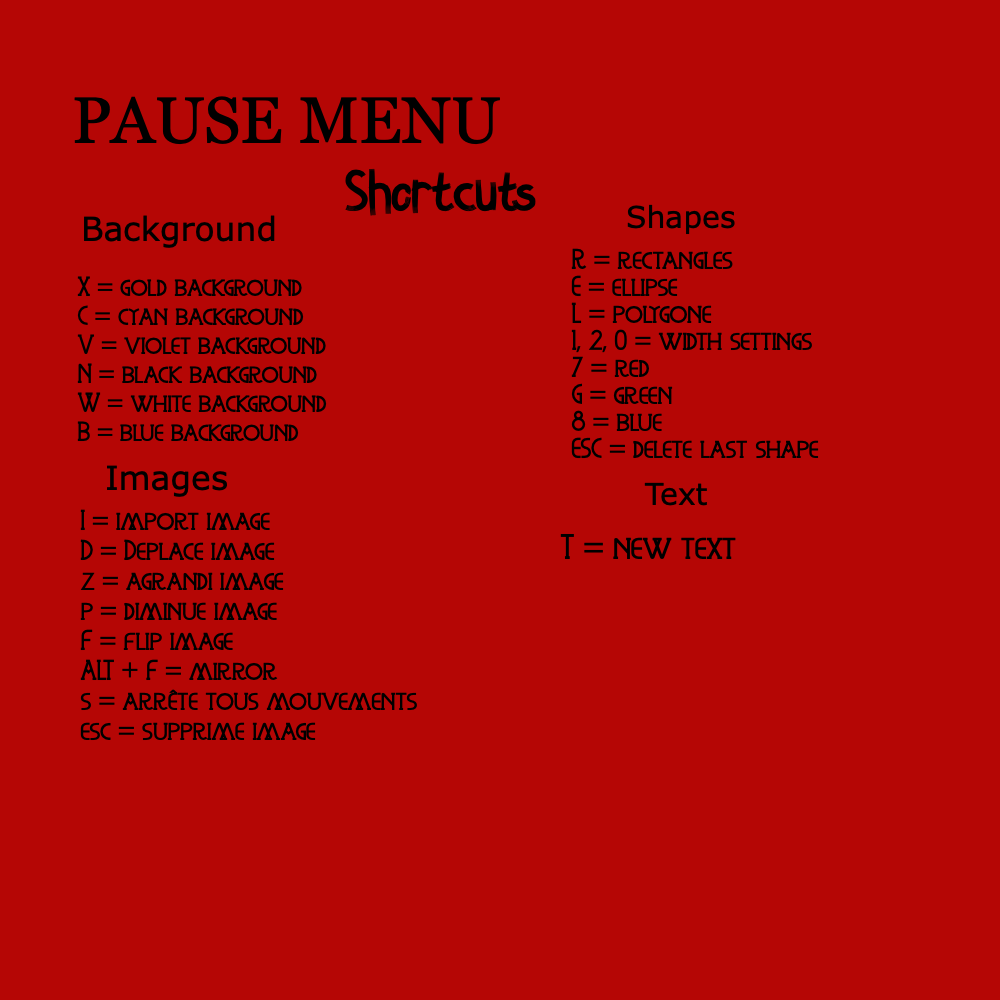 PAUSE MENU
Shortcuts
Background
X = GOLD BACKGROUND
C = CYAN BACKGROUND
V = VIOLET BACKGROUND
N = BLACK BACKGROUND
W = WHITE BACKGROUND
B = BLUE BACKGROUND
Images
I = IMPORT IMAGE
D = DEPLACE IMAGE
Z = AGRANDI IMAGE
P = DIMINUE IMAGE
F = FLIP IMAGE
ALT + F = MIRROR
S = ARRÊTE TOUS MOUVEMENTS
ESC = SUPPRIME IMAGE
Shapes
R = RECTANGLES
E = ELLIPSE
L = POLYGONE
1, 2, 0 = WIDTH SETTINGS
7 = RED
G = GREEN
8 = BLUE
ESC = DELETE LAST SHAPE
Text
T = NEW TEXT